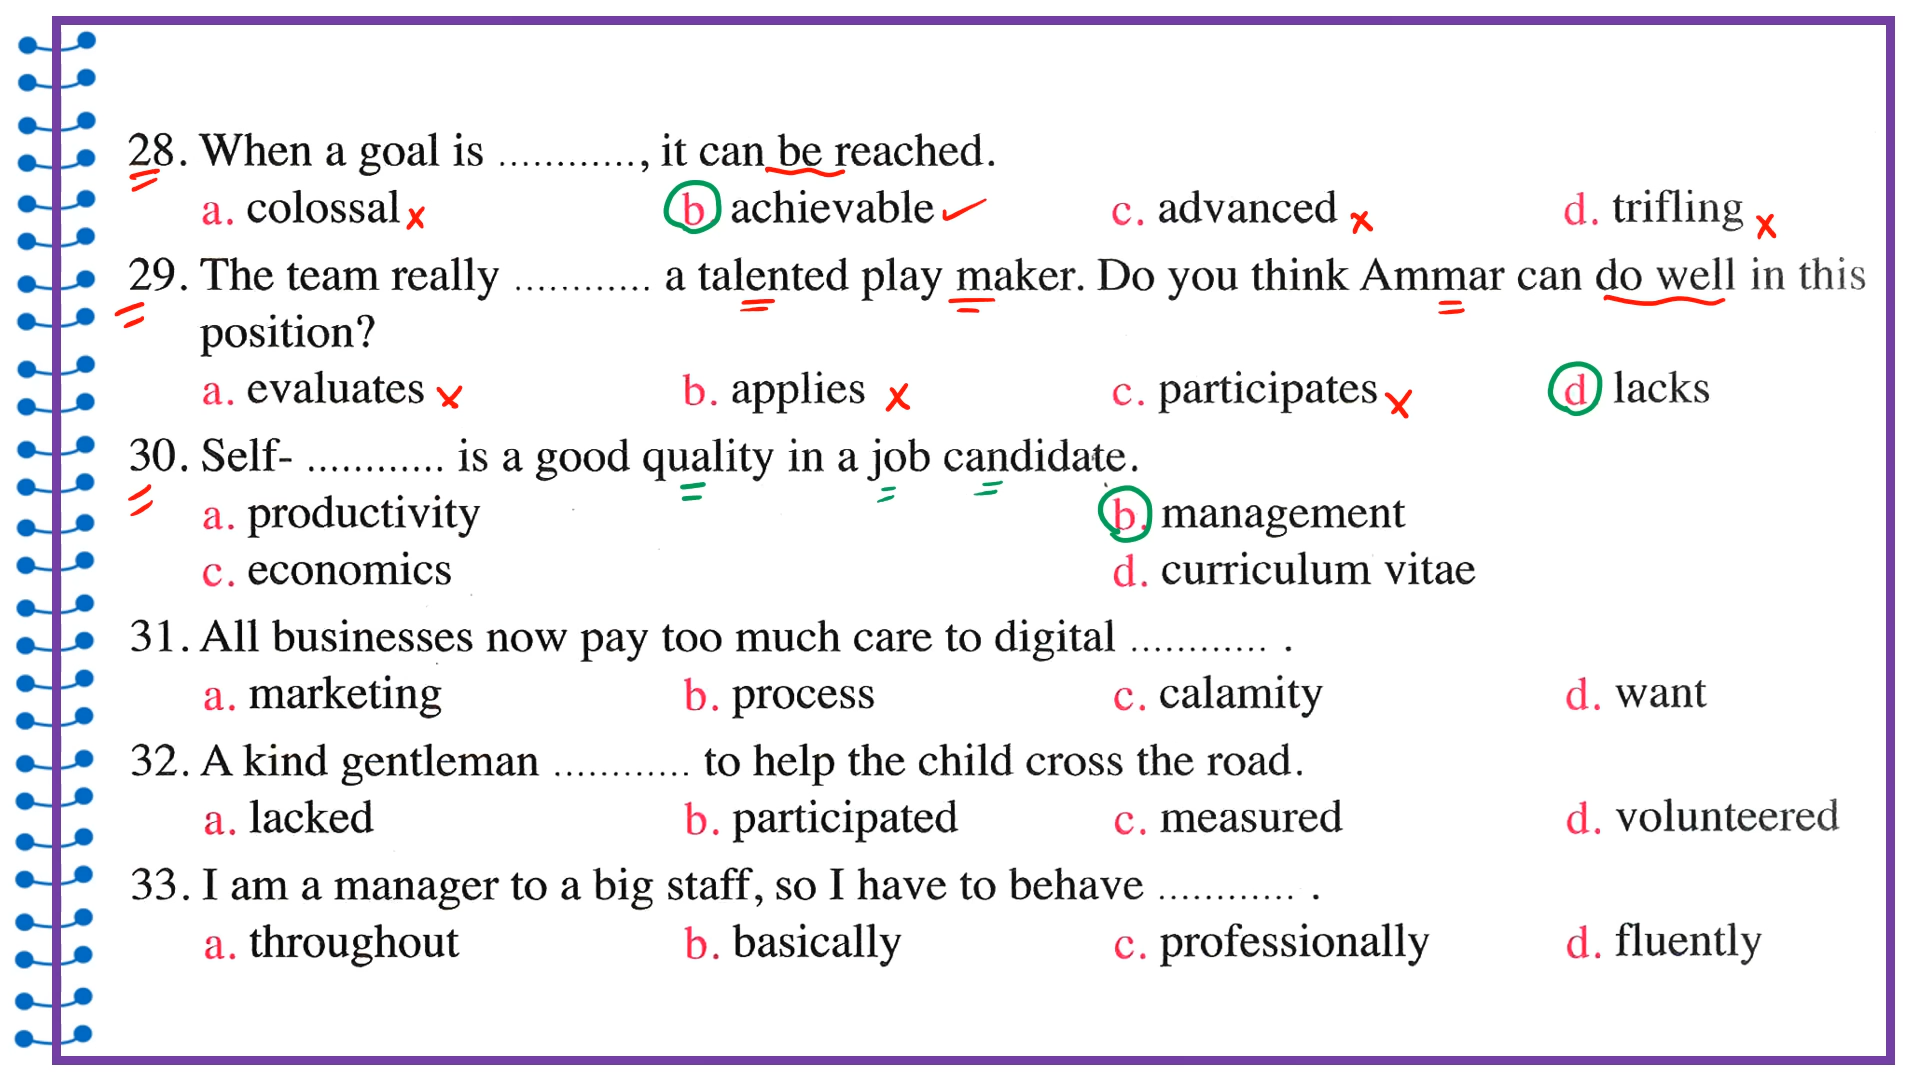 28. When a goal is ............, it can be reached.
a. colossal b. achievable c. advanced d. trifling
29. The team really ............ a talented play maker. Do you think Ammar can do well in this
position?
a. evaluates b. applies c. participates d. lacks
30. Self- ............ is a good quality in a job candidate.
a. productivity b. management
c. economics d. curriculum vitae
31. All businesses now pay too much care to digital ............ .
a. marketing b. process c. calamity d. want
32. A kind gentleman ............ to help the child cross the road.
a. lacked b. participated c. measured d. volunteered
33. I am a manager to a big staff, so I have to behave ............ .
a. throughout b. basically c. professionally d. fluently